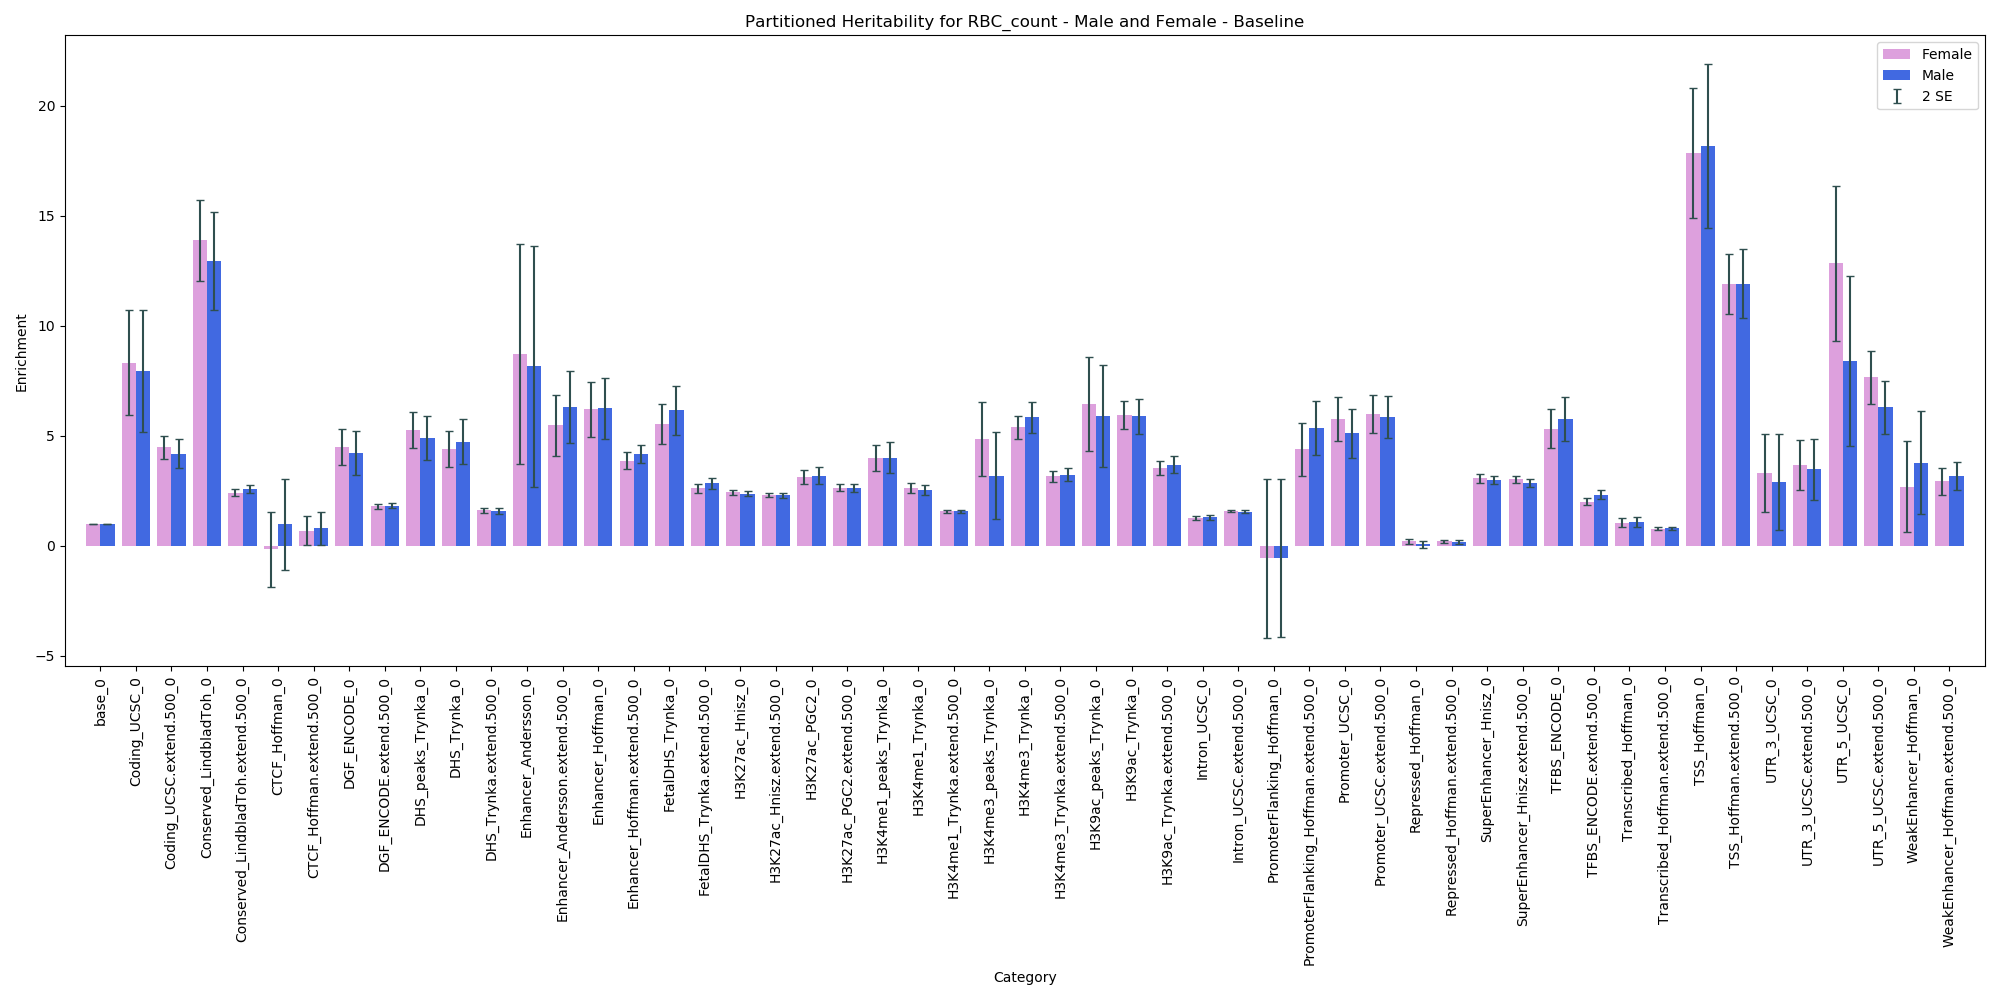 Partitioned Heritability for RBC_count - Male and Female - Baseline
Female
Male
2 SE
Enrichment
20
15
10
5
0
−5
base_0
Coding_UCSC_0
Coding_UCSC.extend.500_0
Conserved_LindbladToh_0
Conserved_LindbladToh.extend.500_0
CTCF_Hoffman_0
CTCF_Hoffman.extend.500_0
DGF_ENCODE_0
DGF_ENCODE.extend.500_0
DHS_peaks_Trynka_0
DHS_Trynka_0
DHS_Trynka.extend.500_0
Enhancer_Andersson_0
Enhancer_Andersson.extend.500_0
Enhancer_Hoffman_0
Enhancer_Hoffman.extend.500_0
FetalDHS_Trynka_0
FetalDHS_Trynka.extend.500_0
H3K27ac_Hnisz_0
H3K27ac_Hnisz.extend.500_0
H3K27ac_PGC2_0
H3K27ac_PGC2.extend.500_0
H3K4me1_peaks_Trynka_0
H3K4me1_Trynka_0
H3K4me1_Trynka.extend.500_0
H3K4me3_peaks_Trynka_0
H3K4me3_Trynka_0
H3K4me3_Trynka.extend.500_0
H3K9ac_peaks_Trynka_0
H3K9ac_Trynka_0
H3K9ac_Trynka.extend.500_0
Intron_UCSC_0
Intron_UCSC.extend.500_0
PromoterFlanking_Hoffman_0
PromoterFlanking_Hoffman.extend.500_0
Promoter_UCSC_0
Promoter_UCSC.extend.500_0
Repressed_Hoffman_0
Repressed_Hoffman.extend.500_0
SuperEnhancer_Hnisz_0
SuperEnhancer_Hnisz.extend.500_0
TFBS_ENCODE_0
TFBS_ENCODE.extend.500_0
Transcribed_Hoffman_0
Transcribed_Hoffman.extend.500_0
TSS_Hoffman_0
TSS_Hoffman.extend.500_0
UTR_3_UCSC_0
UTR_3_UCSC.extend.500_0
UTR_5_UCSC_0
UTR_5_UCSC.extend.500_0
WeakEnhancer_Hoffman_0
WeakEnhancer_Hoffman.extend.500_0
Category